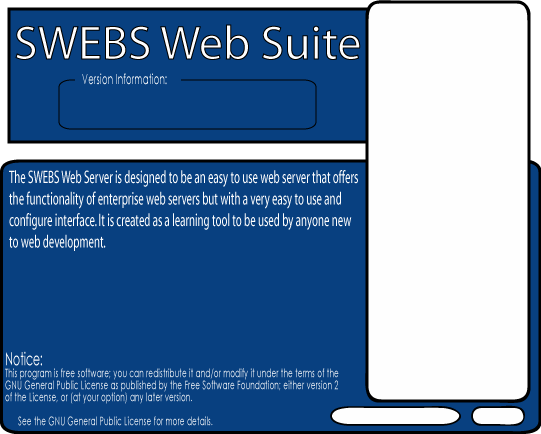 SWEBS Web Suite
Version Information:
The SWEBS Web Server is designed to be an easy to use web server that offers
the functionality of enterprise web servers but with a very easy to use and
configure interface. It is created as a learning tool to be used by anyone new
to web development.
Notice:
This program is free software; you can redistribute it and/or modify it under the terms of the
GNU General Public License as published by the Free Software Foundation; either version 2
of the License, or (at your option) any later version.
See the GNU General Public License for more details.